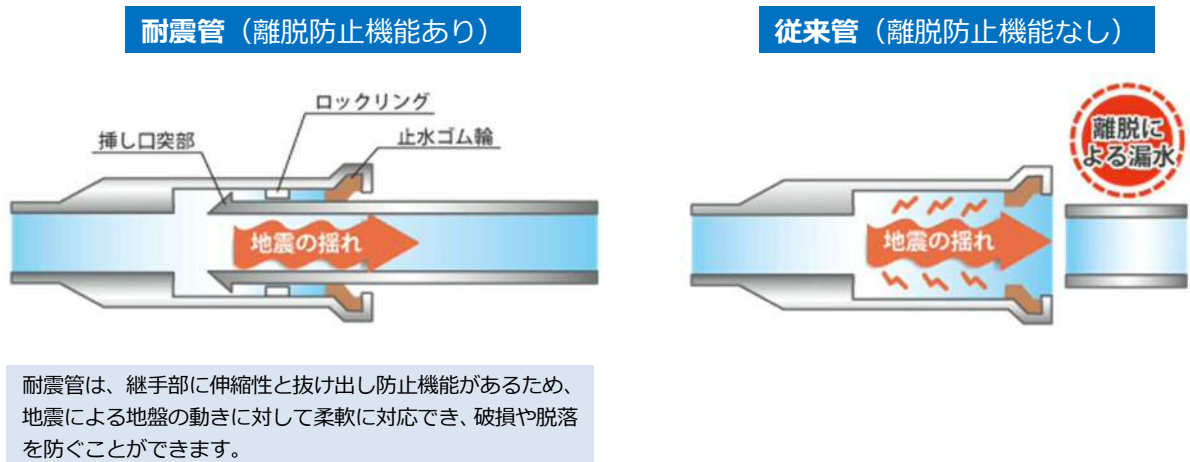 耐震管（離脱防止機能あり）
ロックリング
挿し口突部
止水ゴム輪
地震の揺れ
耐震管は、継手部に伸縮性と抜け出し防止機能があるため、
地震による地盤の動きに対して柔軟に対応でき、破損や脱落
を防ぐことができます。
従来管（離脱防止機能なし）
離脱に
よる漏水
地震の揺れ